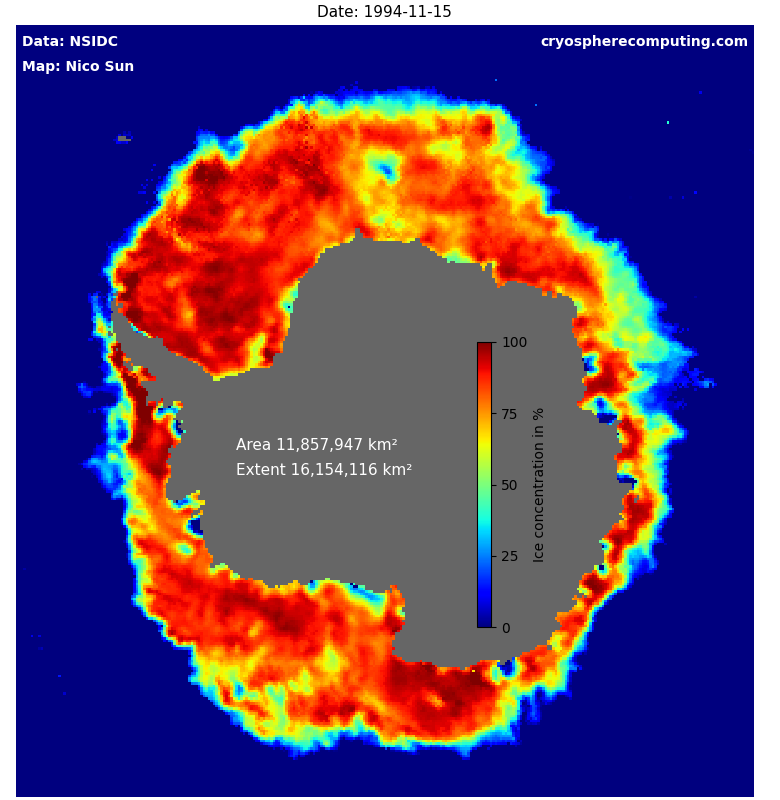 Date: 1994-11-15
Data: NSIDC
cryospherecomputing.com
Map: Nico Sun
100
75
50
25
0
Ice concentration in %
Area 11,857,947 km²
Extent 16,154,116 km²